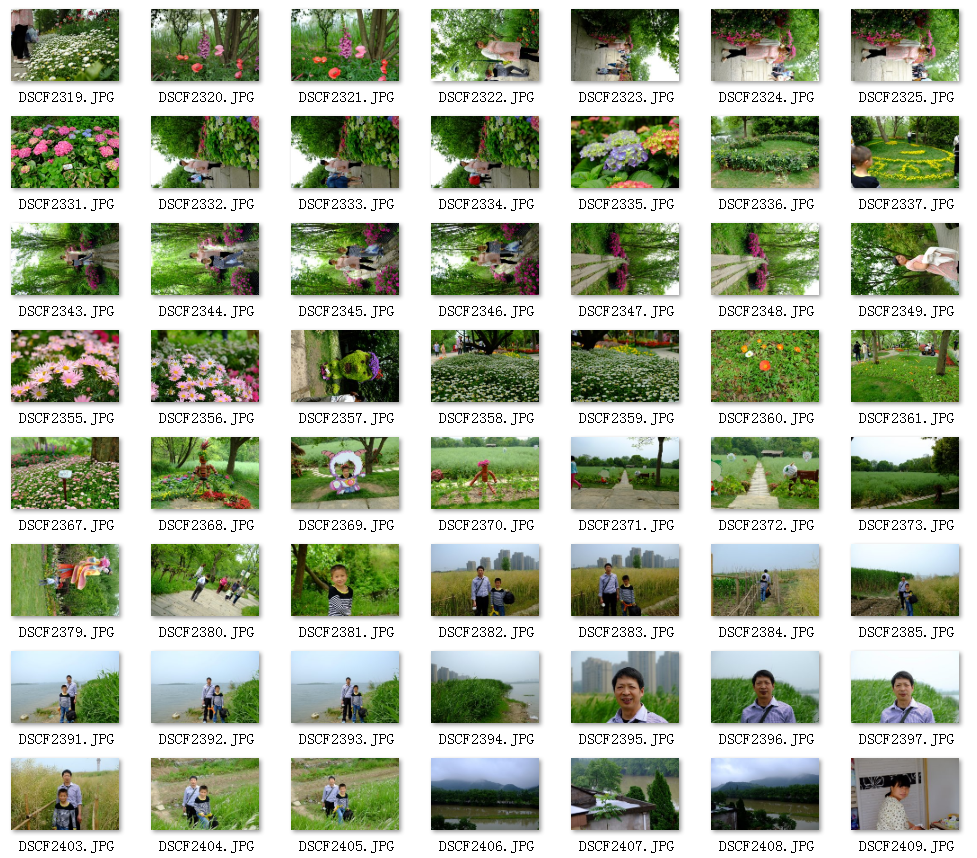 DSCF2319.JPG DSCF2320.JPG DSCF2321.JPG DSCF2322.JPG DSCF2323.JPG DSCF2324.JPG DSCF2325.JPG
DSCF2331.JPG DSCF2332.JPG DSCF2333.JPG DSCF2334.JPG DSCF2335.JPG DSCF2336.JPG DSCF2337.JPG
DSCF2343.JPG DSCF2344.JPG DSCF2345.JPG DSCF2346.JPG DSCF2347.JPG DSCF2348.JPG DSCF2349.JPG
DSCF2355.JPG DSCF2356.JPG DSCF2357.JPG DSCF2358.JPG DSCF2359.JPG DSCF2360.JPG DSCF2361.JPG
DSCF2367.JPG DSCF2368.JPG DSCF2369.JPG DSCF2370.JPG DSCF2371.JPG DSCF2372.JPG DSCF2373.JPG
DSCF2379.JPG DSCF2380.JPG DSCF2381.JPG DSCF2382.JPG DSCF2383.JPG DSCF2384.JPG DSCF2385.JPG
DSCF2391.JPG DSCF2392.JPG DSCF2393.JPG DSCF2394.JPG DSCF2395.JPG DSCF2396.JPG DSCF2397.JPG
DSCF2403.JPG DSCF2404.JPG DSCF2405.JPG DSCF2406.JPG DSCF2407.JPG DSCF2408.JPG DSCF2409.JPG